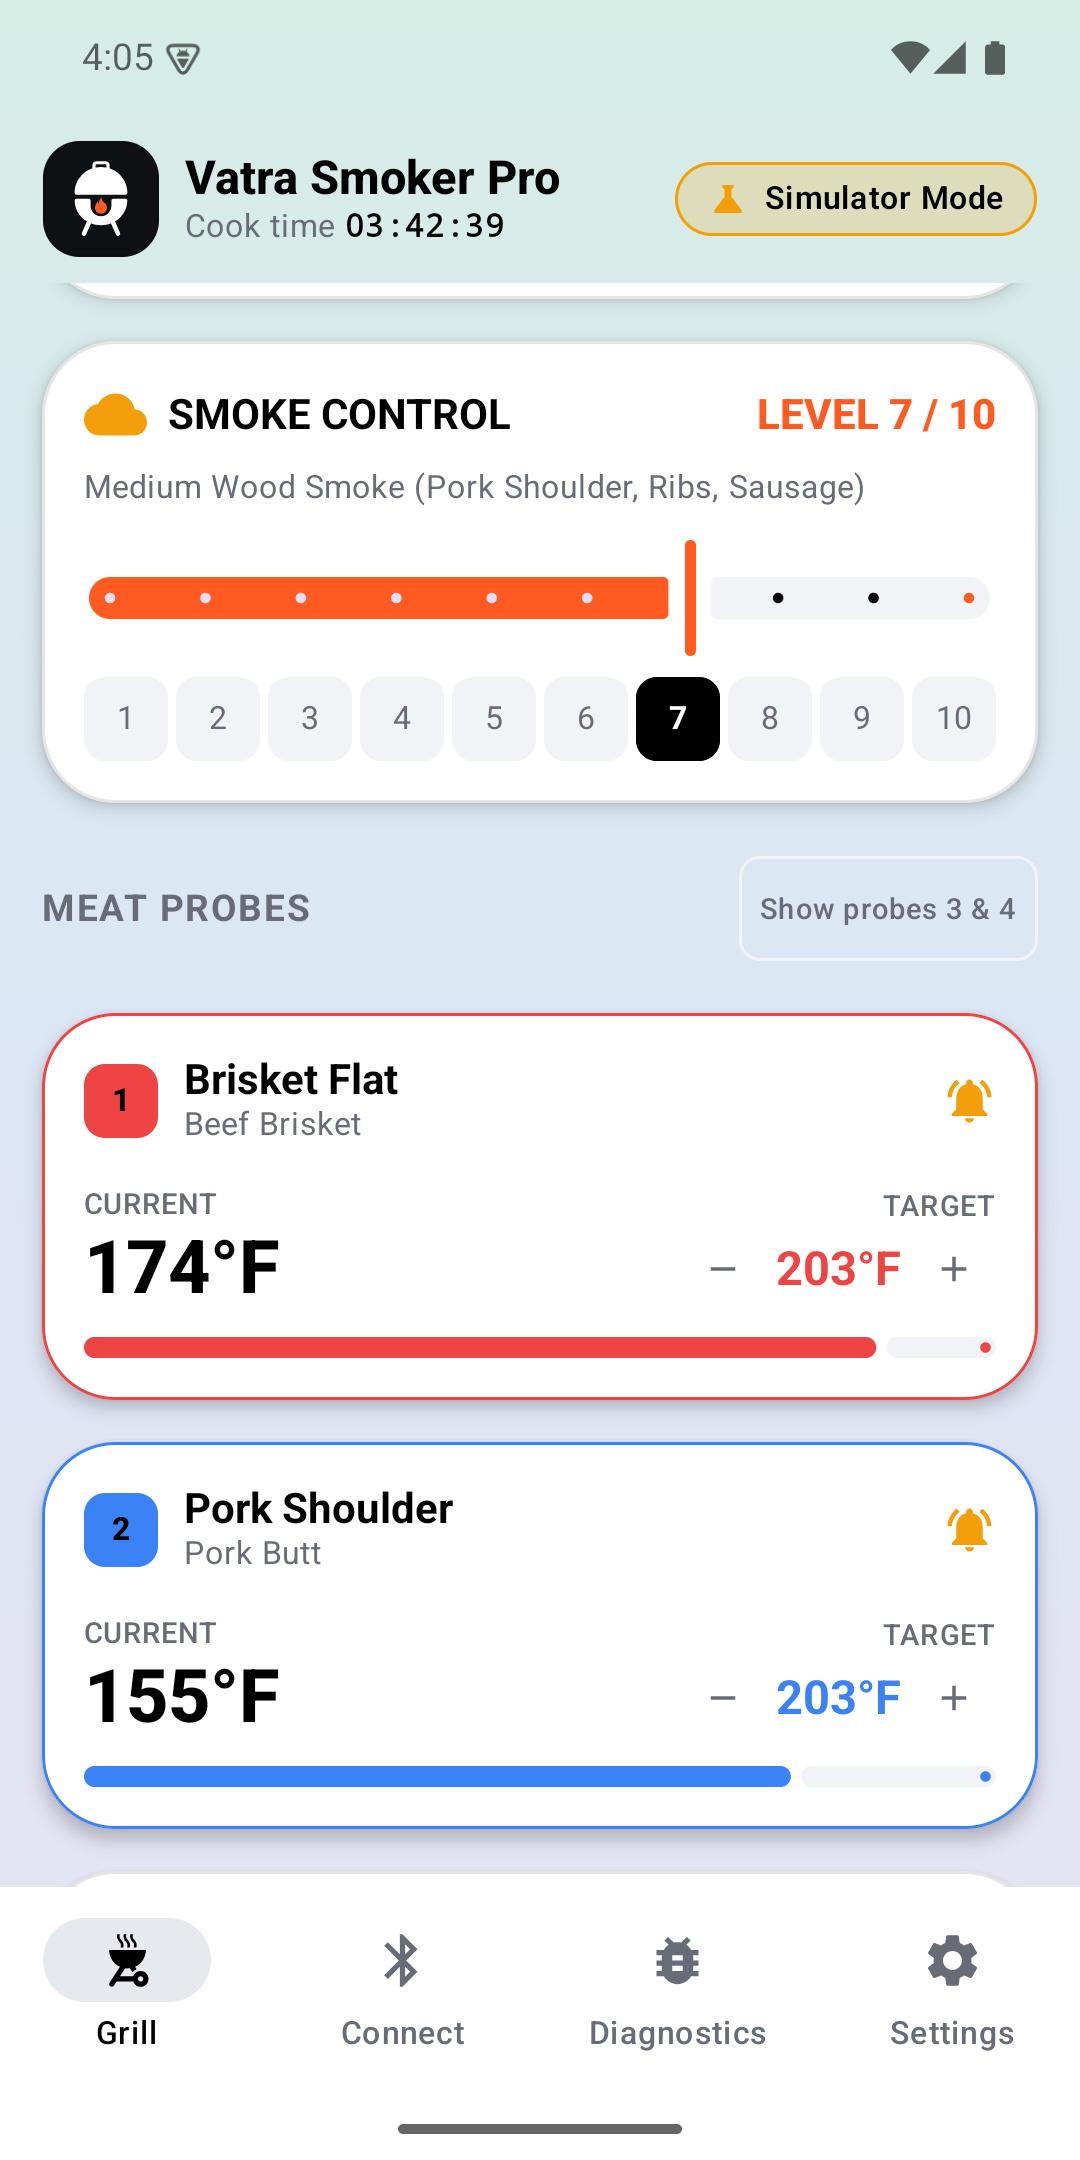 4:05
Vatra Smoker Pro
Cook time 03:42:39
Simulator Mode
SMOKE CONTROL
LEVEL 7 / 10
Medium Wood Smoke (Pork Shoulder, Ribs, Sausage)
1 2 3 4 5 6 7 8 9 10
MEAT PROBES
Show probes 3 & 4
1
Brisket Flat
Beef Brisket
CURRENT
TARGET
174°F
− 203°F +
2
Pork Shoulder
Pork Butt
CURRENT
TARGET
155°F
− 203°F +
Grill
Connect
Diagnostics
Settings